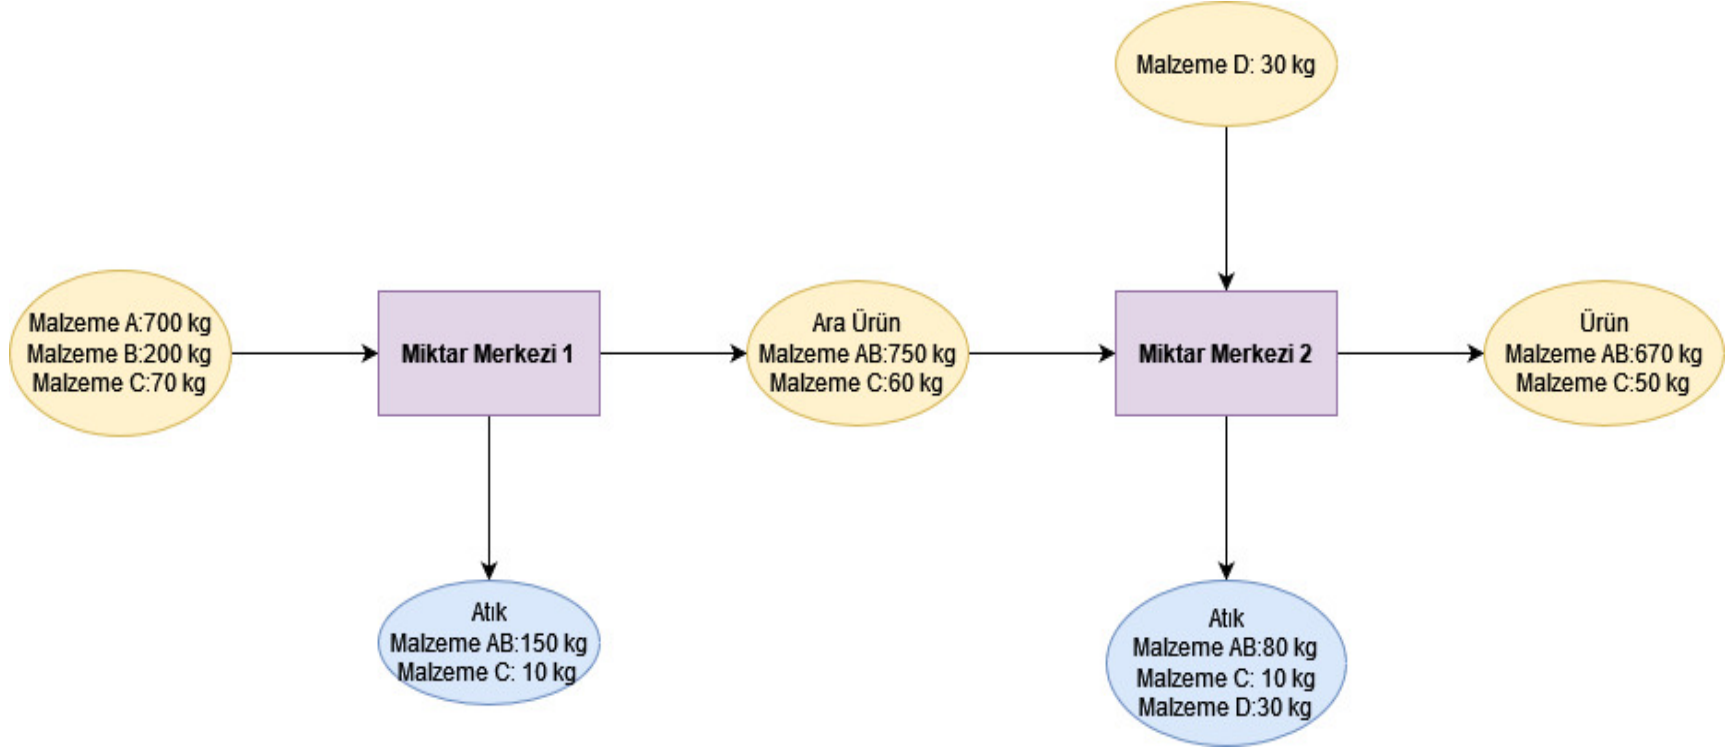 Malzeme D: 30 kg
Malzeme A:700 kg
Malzeme B:200 kg
Malzeme C:70 kg
Miktar Merkezi 1
Ara Ürün
Malzeme AB:750 kg
Malzeme C:60 kg
Miktar Merkezi 2
Ürün
Malzeme AB:670 kg
Malzeme C:50 kg
Atık
Malzeme AB:150 kg
Malzeme C: 10 kg
Atık
Malzeme AB:80 kg
Malzeme C: 10 kg
Malzeme D:30 kg